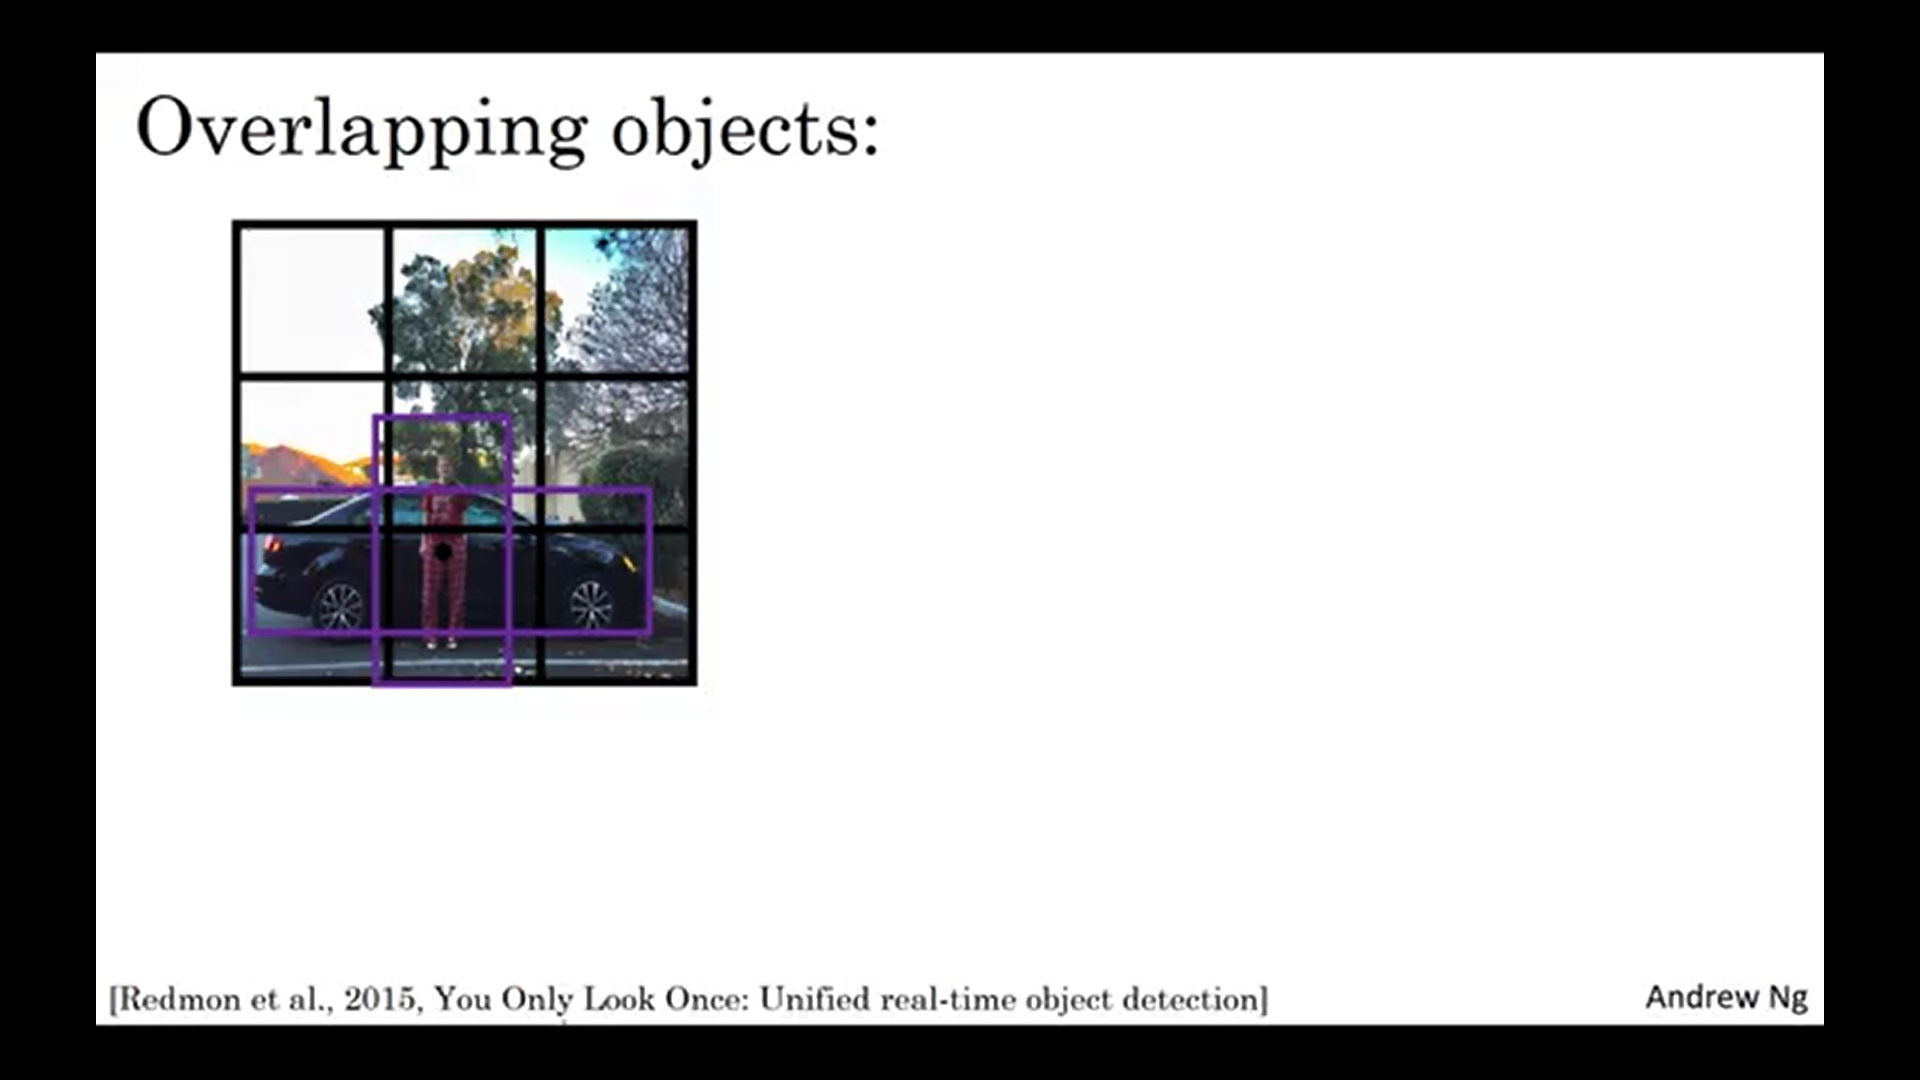 Overlapping objects:
[Redmon et al., 2015, You Only Look Once: Unified real-time object detection]
Andrew Ng